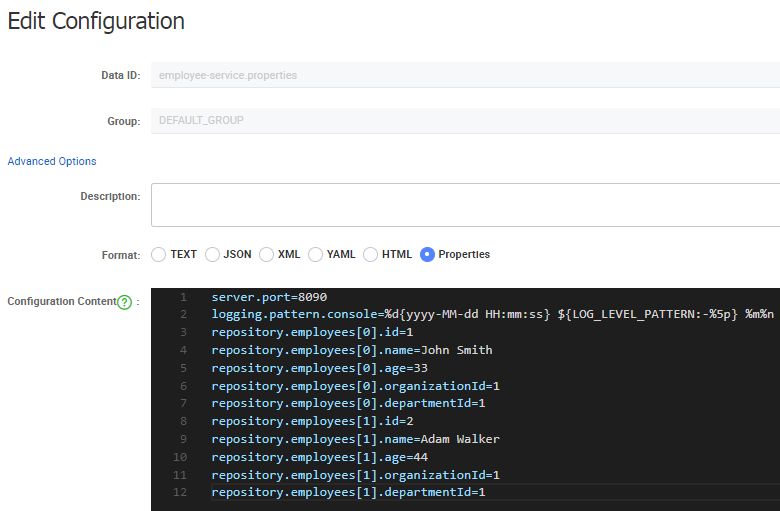 Edit Configuration
Data ID: employee-service.properties
Group: DEFAULT_GROUP
Advanced Options
Description:
Format: TEXT JSON XML YAML HTML Properties
Configuration Content ? :
1 server.port=8090
2 logging.pattern.console=%d{yyyy-MM-dd HH:mm:ss} ${LOG_LEVEL_PATTERN:-%5p} %m%n
3 repository.employees[0].id=1
4 repository.employees[0].name=John Smith
5 repository.employees[0].age=33
6 repository.employees[0].organizationId=1
7 repository.employees[0].departmentId=1
8 repository.employees[1].id=2
9 repository.employees[1].name=Adam Walker
10 repository.employees[1].age=44
11 repository.employees[1].organizationId=1
12 repository.employees[1].departmentId=1